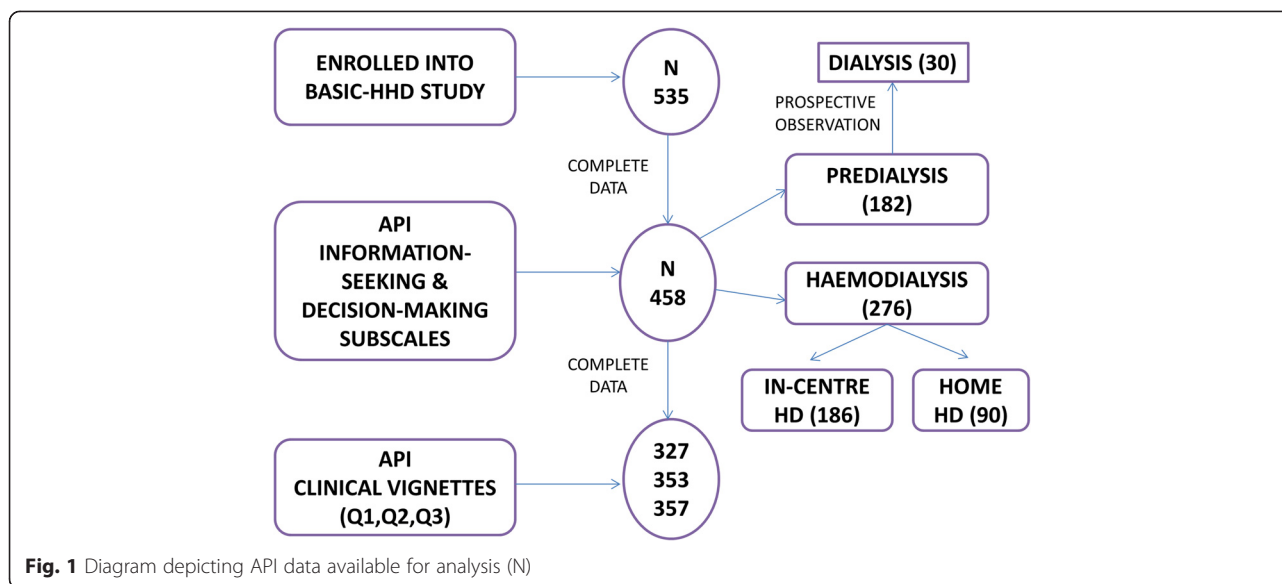 ENROLLED INTO
BASIC-HHD STUDY
N
535
DIALYSIS (30)
PROSPECTIVE
OBSERVATION
COMPLETE
DATA
PREDIALYSIS
(182)
API
INFORMATION-
SEEKING &
DECISION-MAKING
SUBSCALES
N
458
HAEMODIALYSIS
(276)
COMPLETE
DATA
IN-CENTRE
HD (186)
HOME
HD (90)
API
CLINICAL VIGNETTES
(Q1,Q2,Q3)
327
353
357
Fig. 1 Diagram depicting API data available for analysis (N)